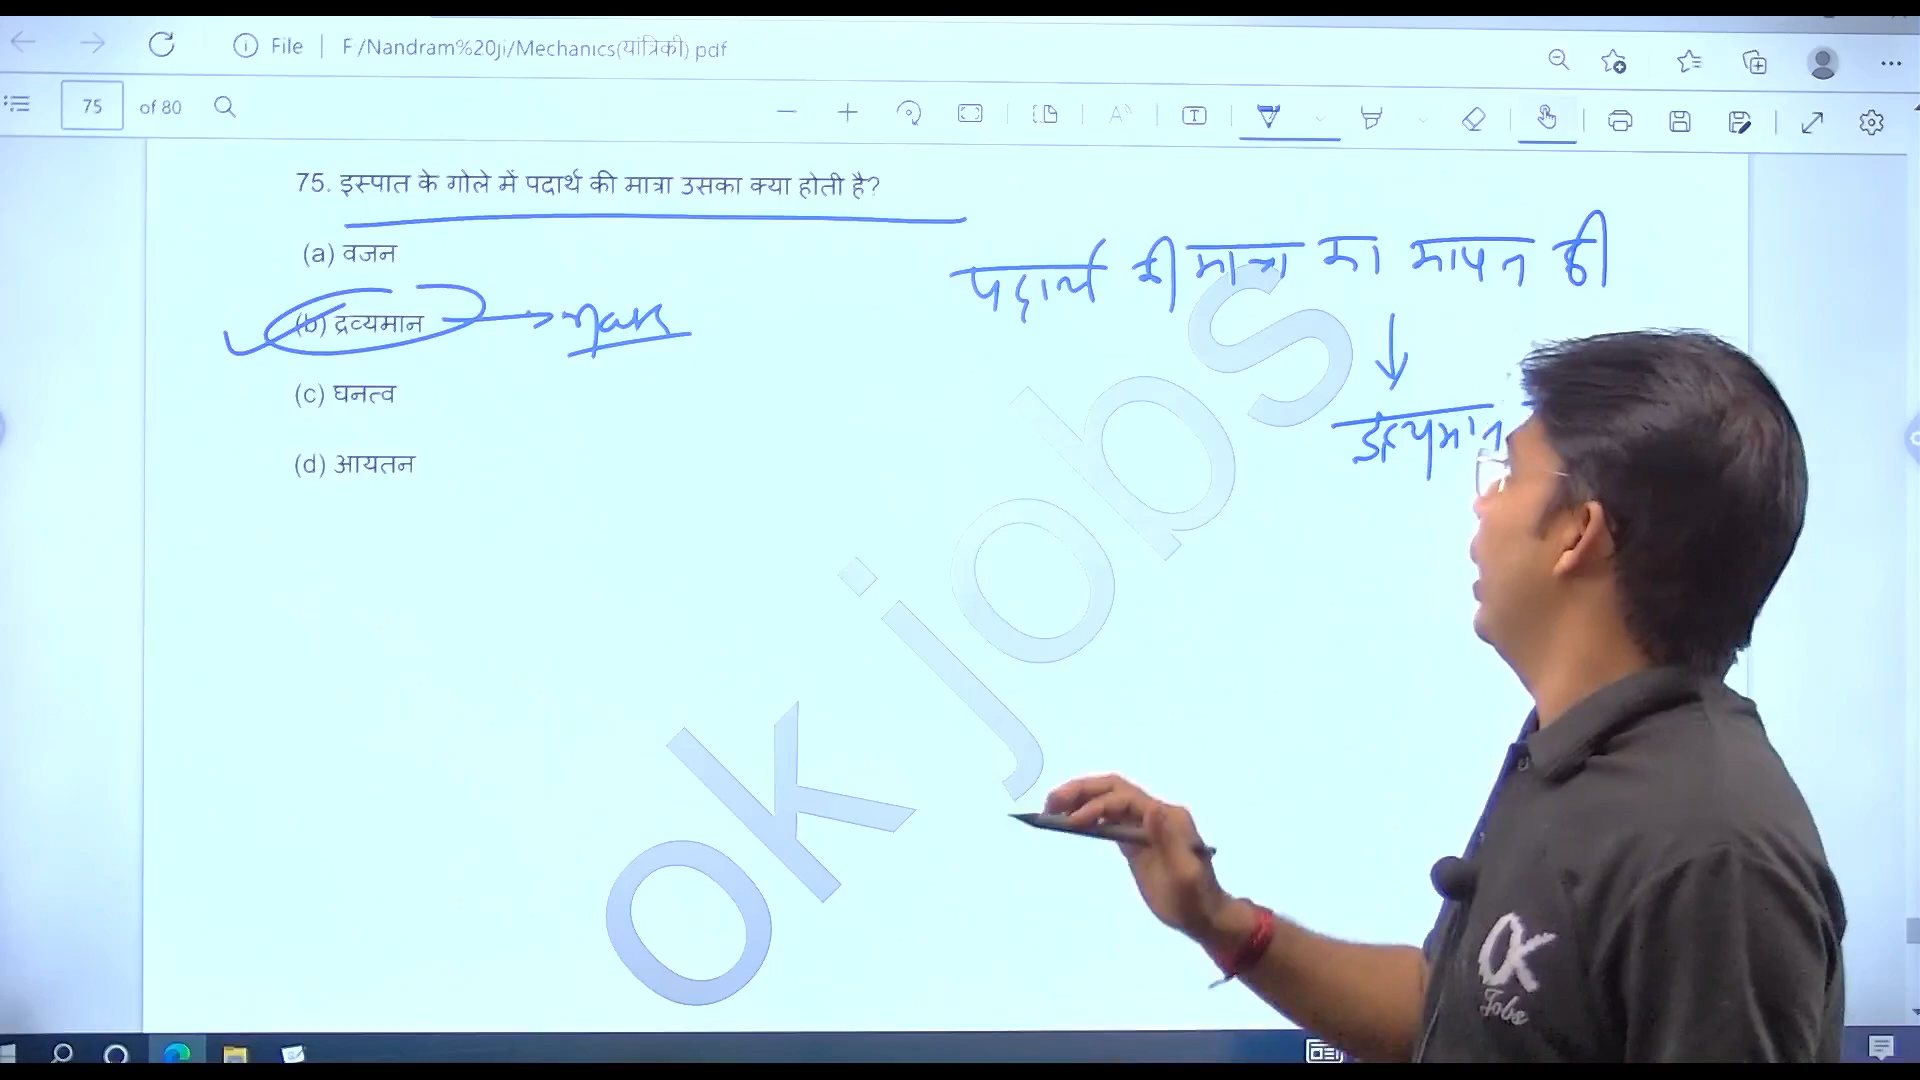 File | F/Nandram%20ji/Mechanics(यांत्रिकी) pdf
75 of 80
75. इस्पात के गोले में पदार्थ की मात्रा उसका क्या होती है?
(a) वजन
(b) द्रव्यमान → mass
(c) घनत्व
(d) आयतन
पदार्थ की मात्रा का मापन ही
↓
द्रव्यमान
ok jobs
OK
Jobs